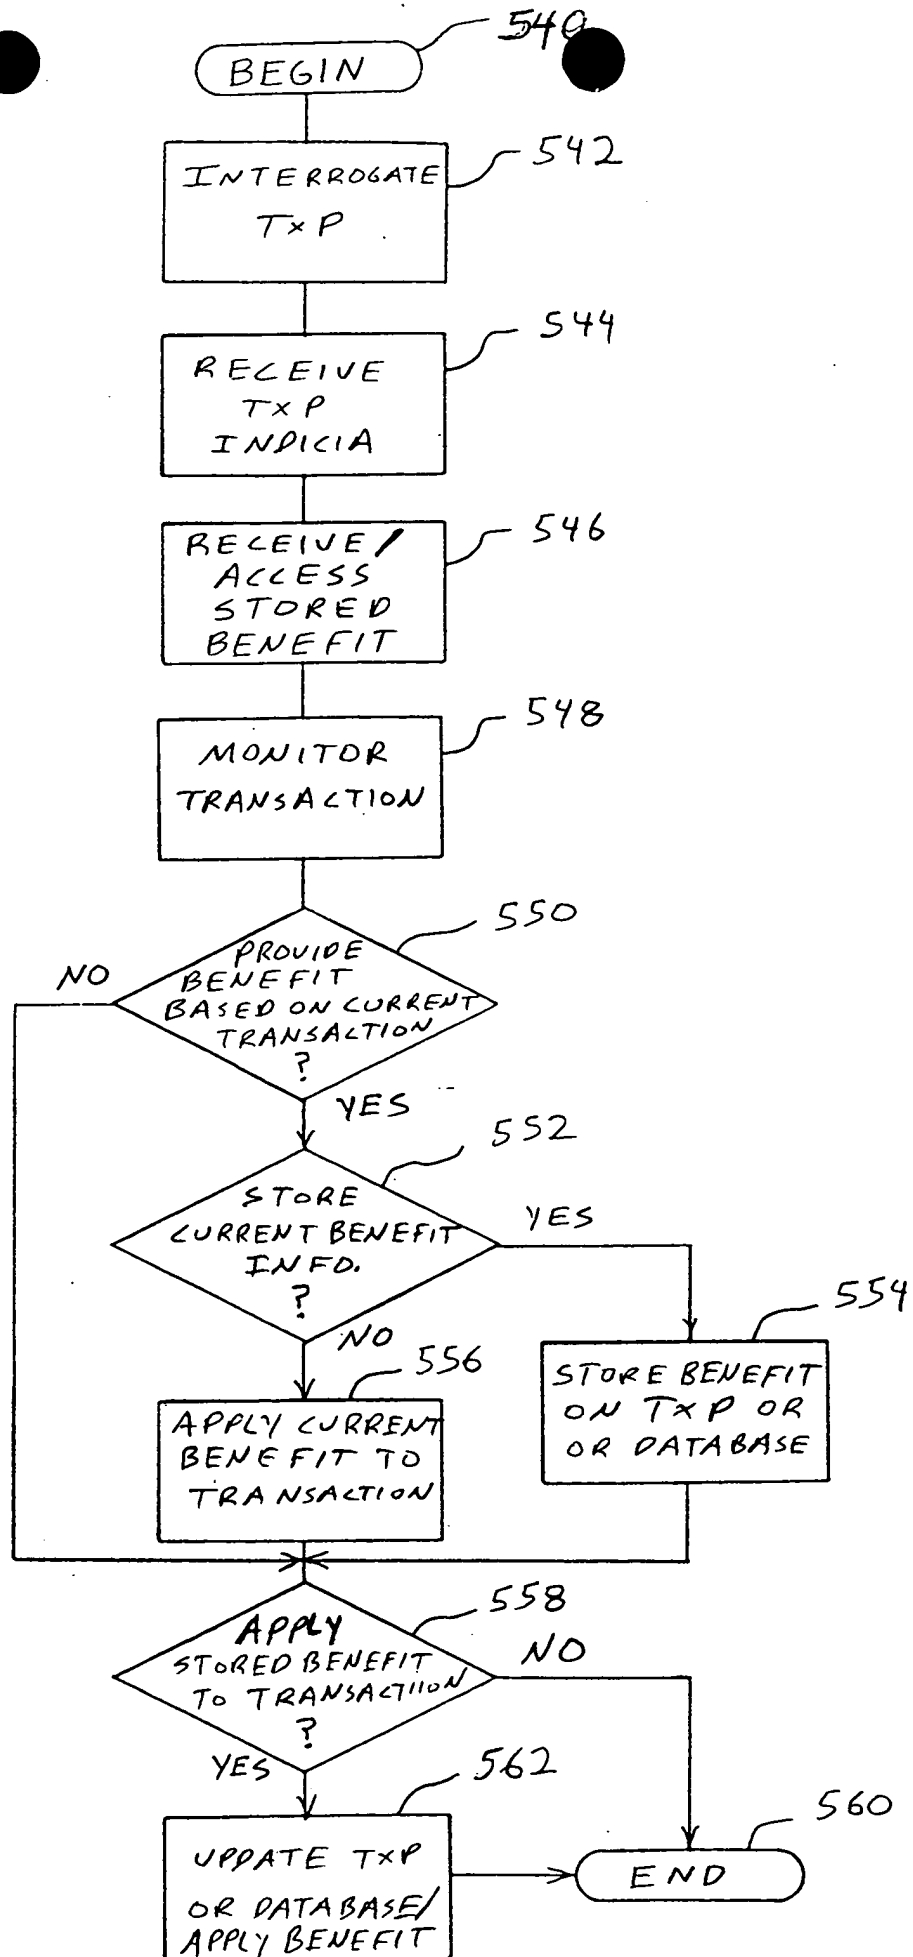 540
BEGIN
542
INTERROGATE
TXP
544
RECEIVE
TXP
INDICIA
546
RECEIVE/
ACCESS
STORED
BENEFIT
548
MONITOR
TRANSACTION
550
NO
PROVIDE
BENEFIT
BASED ON CURRENT
TRANSACTION
?
YES
552
STORE
CURRENT BENEFIT
INFO.
?
YES
NO
554
STORE BENEFIT
ON TXP OR
OR DATABASE
556
APPLY CURRENT
BENEFIT TO
TRANSACTION
558
APPLY
STORED BENEFIT
TO TRANSACTIION
?
NO
YES
562
UPDATE TXP
OR DATABASE/
APPLY BENEFIT
560
END